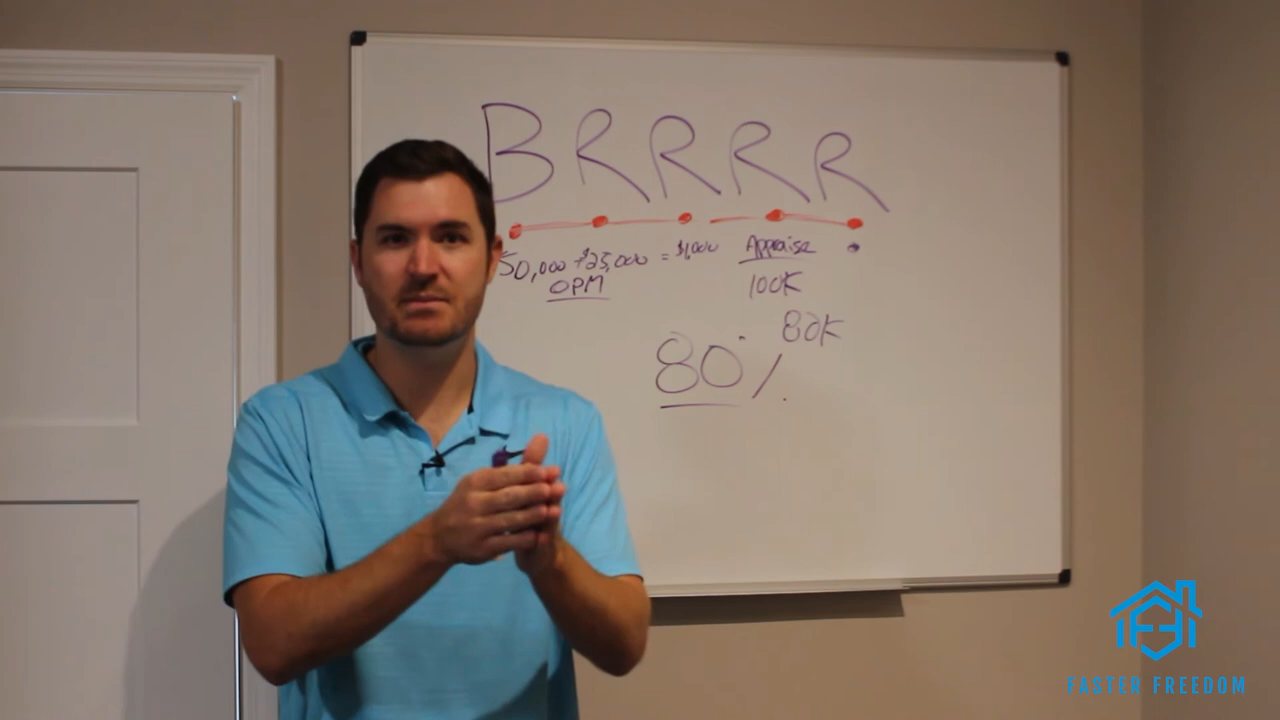 BRRRR
50,000 + $25,000 = $1,000 Appraise
OPM
100K
80K
80%
FASTER FREEDOM